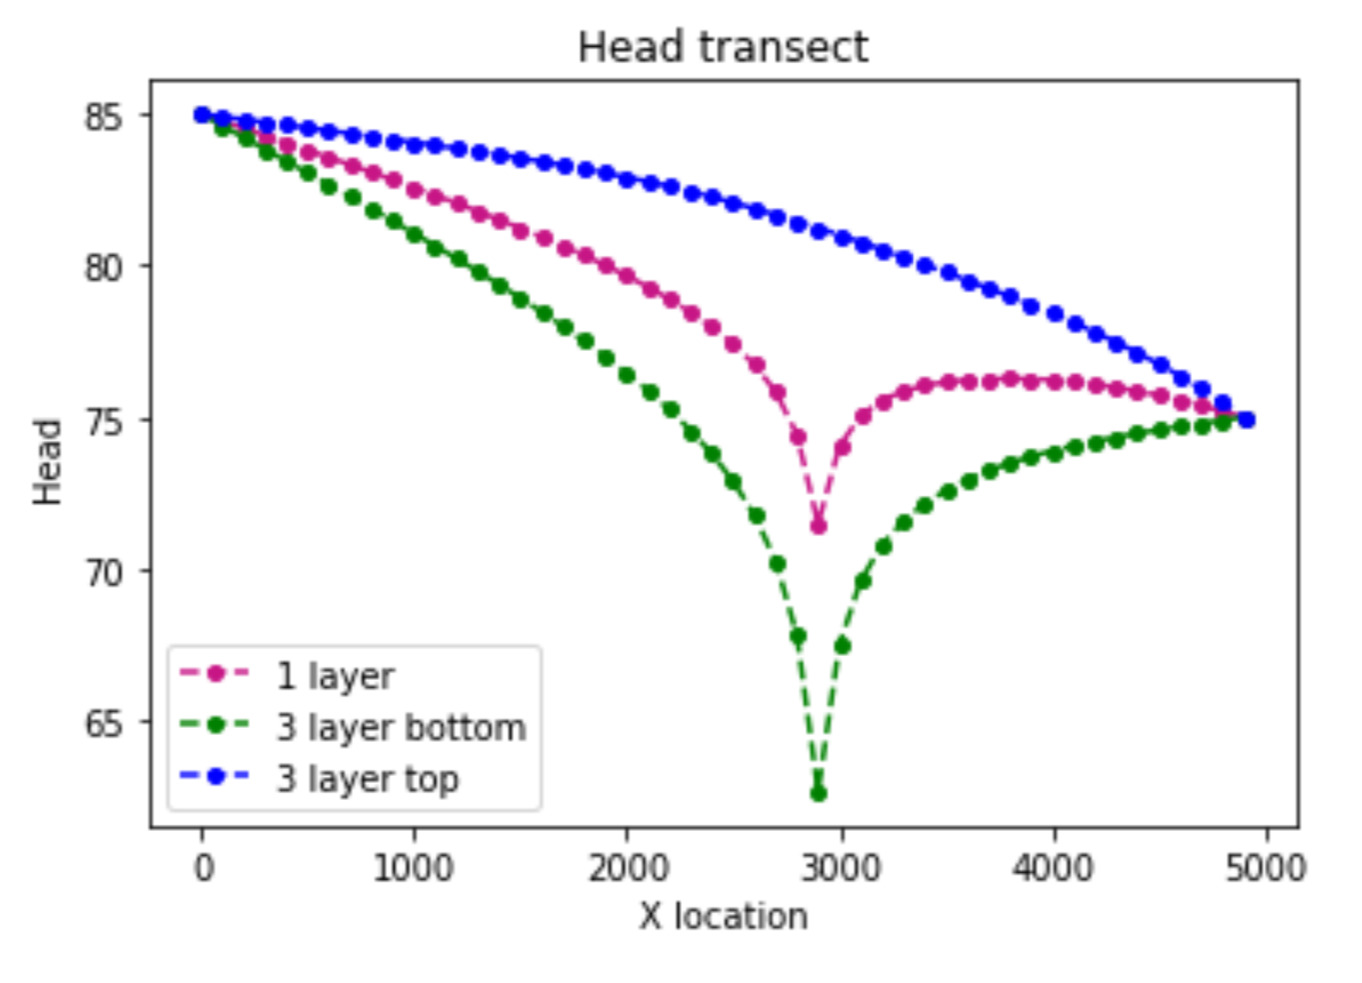 Head transect
85
80
75
70
65
Head
1 layer
3 layer bottom
3 layer top
0 1000 2000 3000 4000 5000
X location